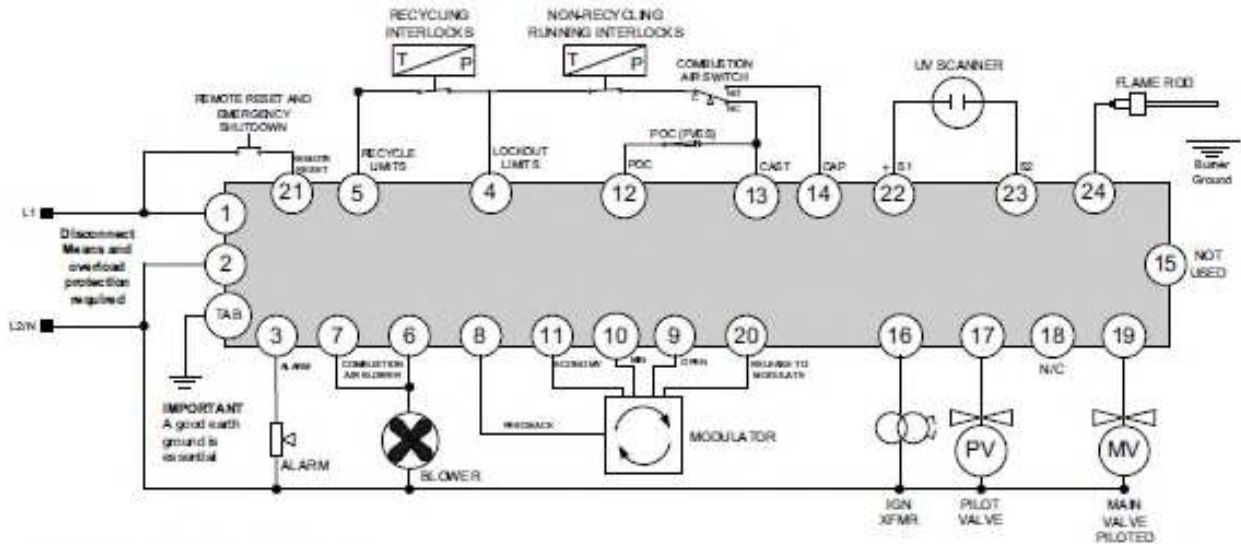 RECYCLING
INTERLOCKS
NON-RECYCLING
RUNNING INTERLOCKS
T
P
T
P
COMBUSTION
AIR SWITCH
UV SCANNER
FLAME ROD
REMOTE RESET AND
EMERGENCY
SHUTDOWN
C
NO
NC
POC (FVES)
REMOTE
RESET
RECYCLE
LIMITS
LOCKOUT
LIMITS
POC
CAST
CAP
+ S1
S2
Burner
Ground
21
5
4
12
13
14
22
23
24
L1
1
Disconnect
Means and
overload
protection
required
2
15
NOT
USED
L2/N
TAB
3
7
6
8
11
10
9
20
16
17
18
19
ALARM
COMBUSTION
AIR BLOWER
ECONOMY
MIN
OPEN
RELEASE TO
MODULATE
N/C
IMPORTANT
A good earth
ground is
essential
FEEDBACK
MODULATOR
PV
MV
ALARM
BLOWER
IGN
XFMR
PILOT
VALVE
MAIN
VALVE
PILOTED